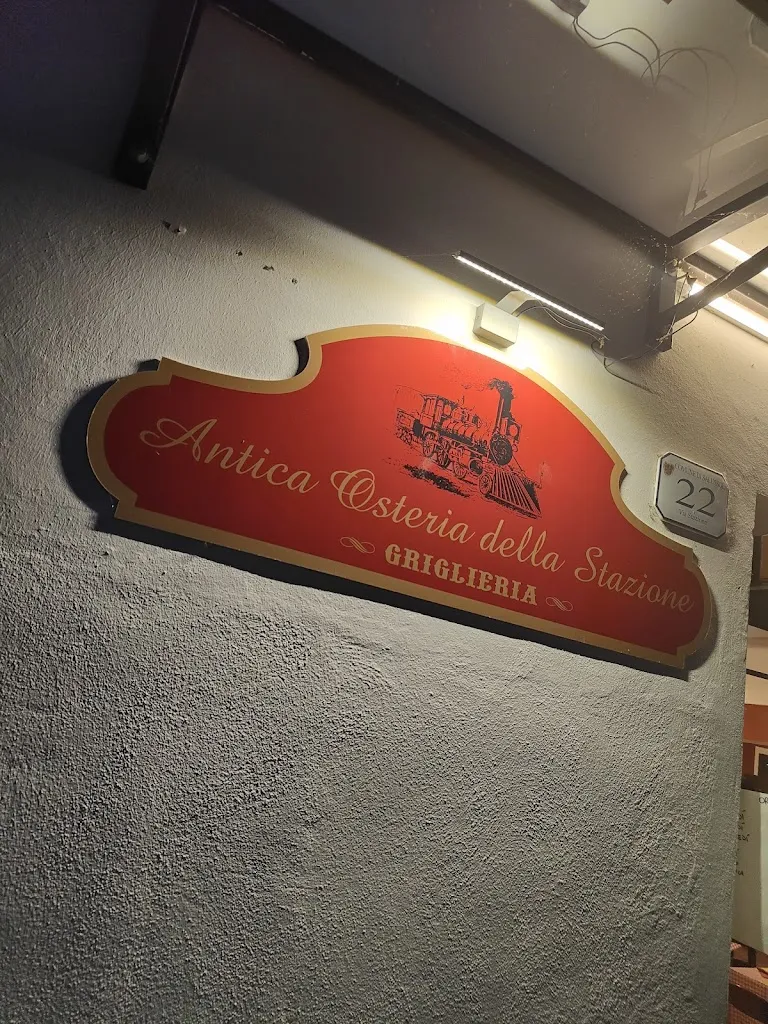 Antica Osteria della Stazione
GRIGLIERIA
22